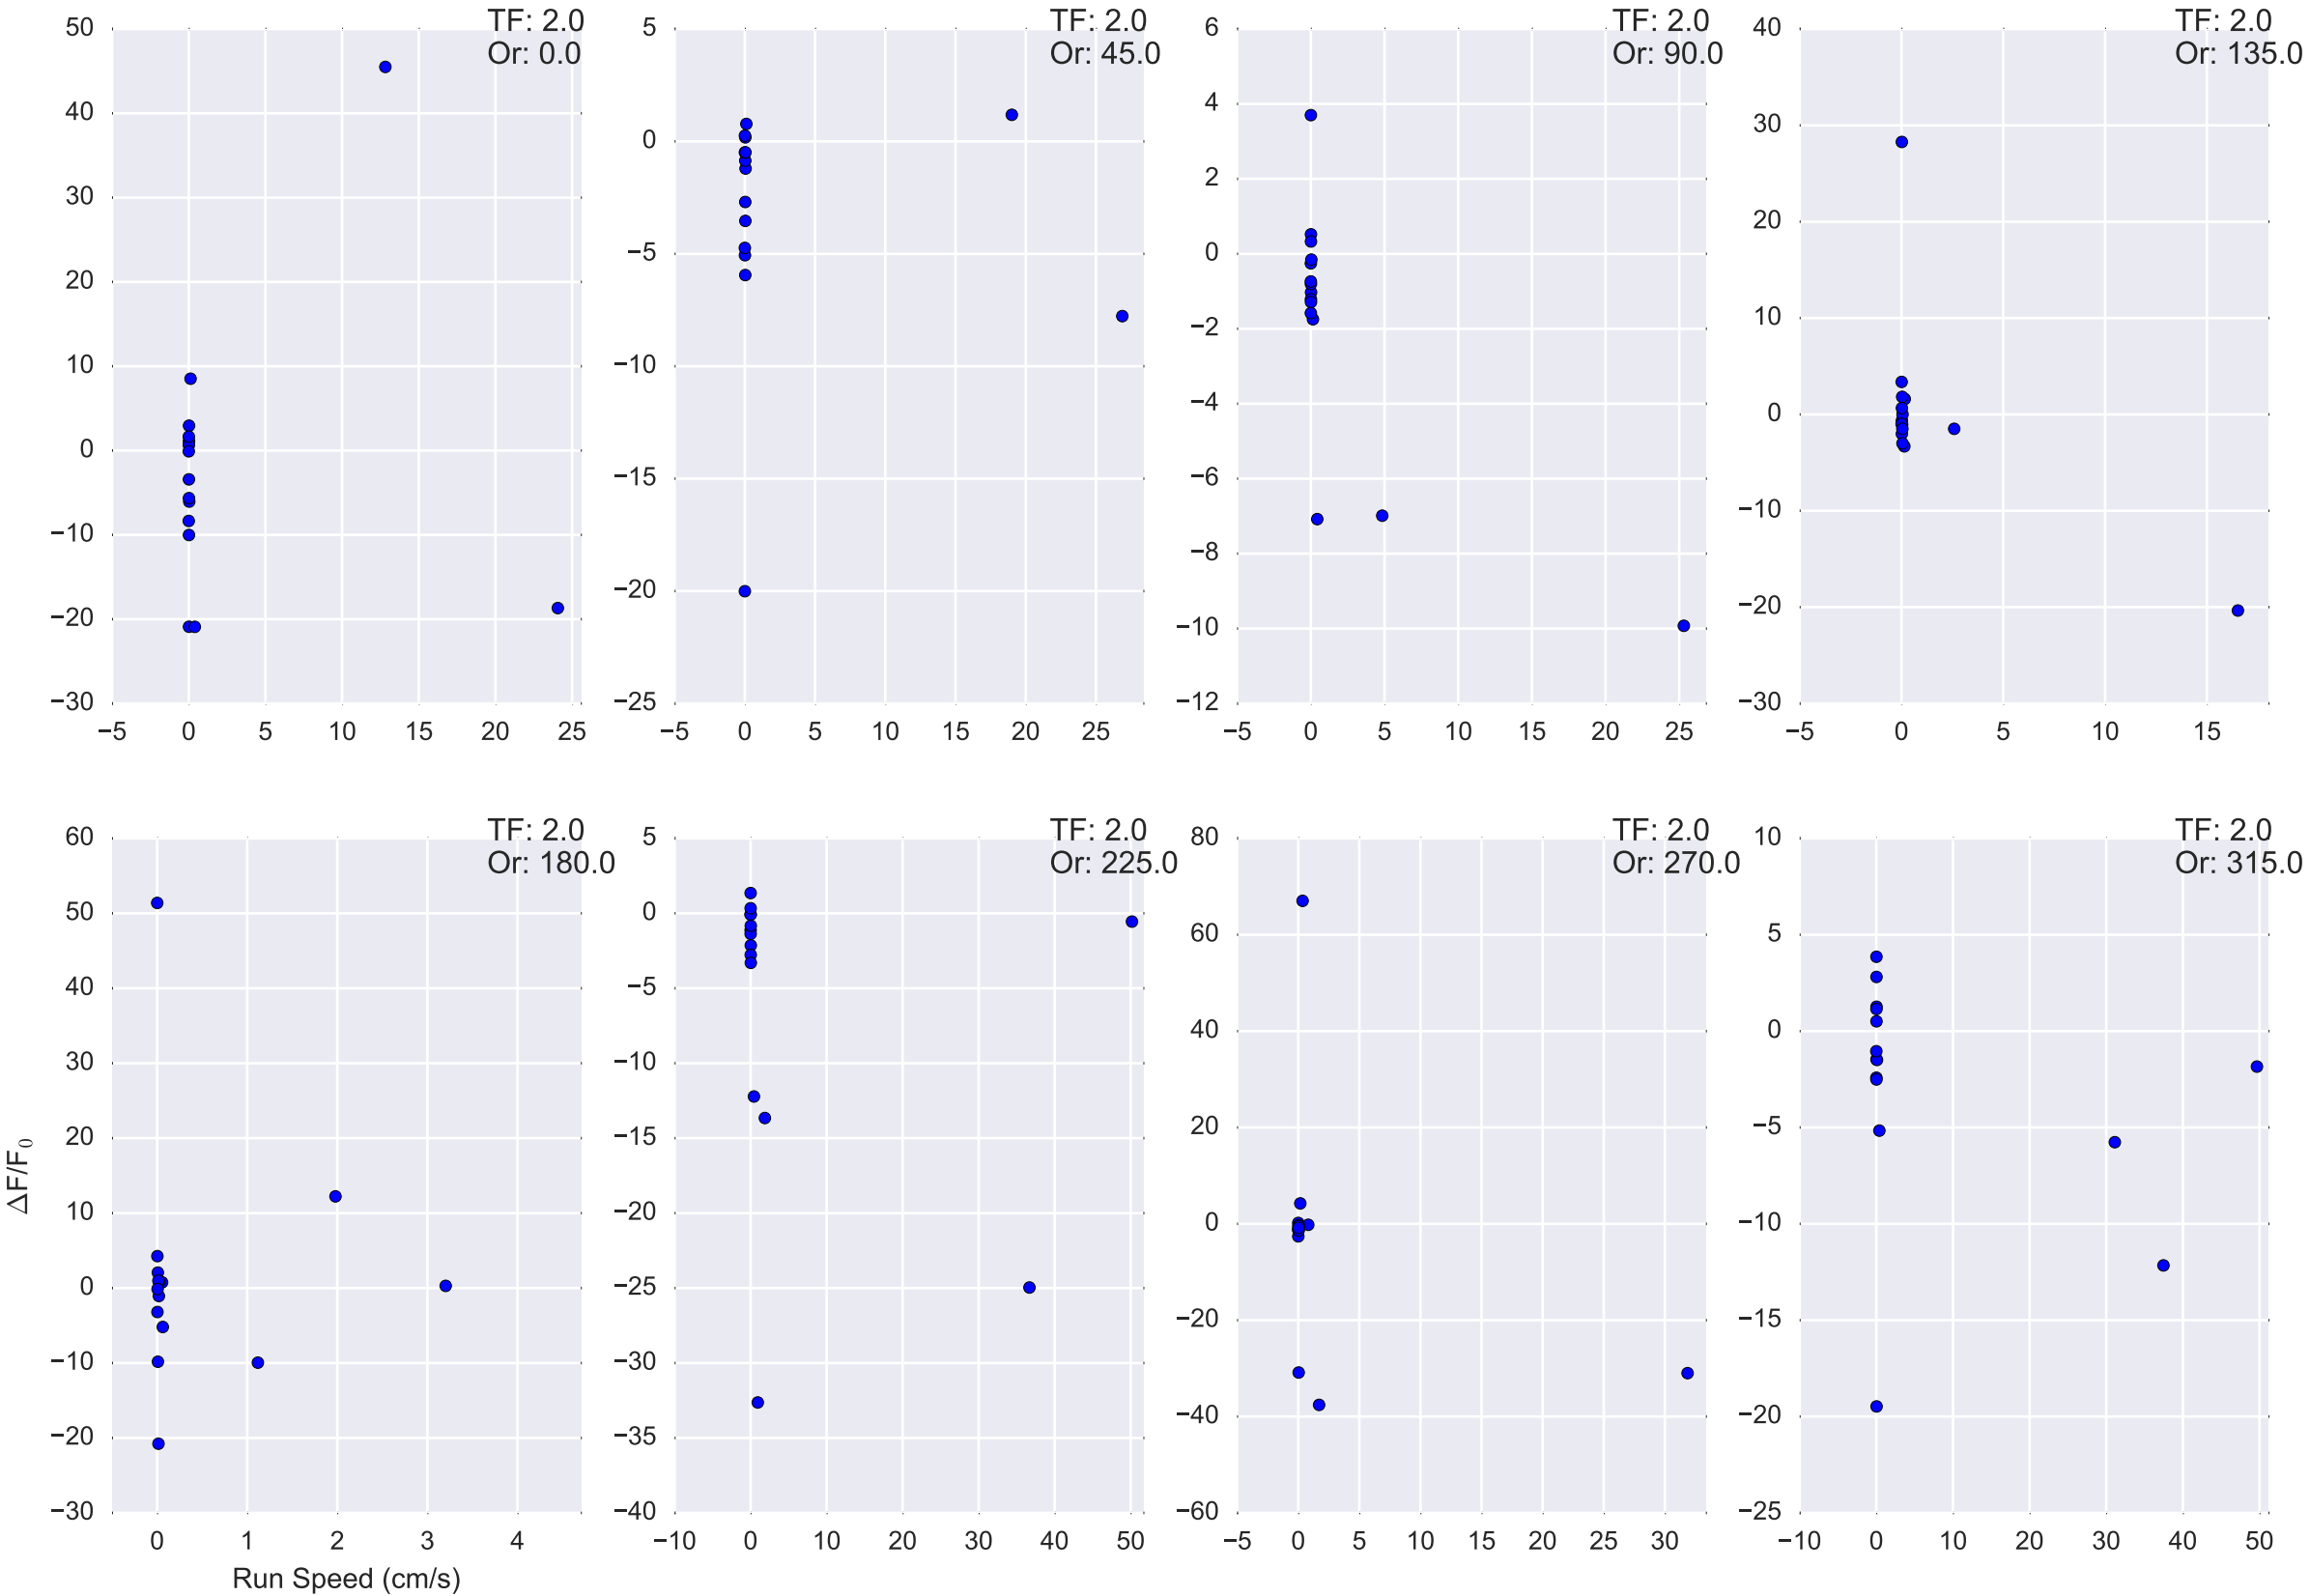 TF: 2.0
Or: 0.0
50
40
30
20
10
0
−10
−20
−30
−5 0 5 10 15 20 25
TF: 2.0
Or: 45.0
5
0
−5
−10
−15
−20
−25
−5 0 5 10 15 20 25
TF: 2.0
Or: 90.0
6
4
2
0
−2
−4
−6
−8
−10
−12
−5 0 5 10 15 20 25
TF: 2.0
Or: 135.0
40
30
20
10
0
−10
−20
−30
−5 0 5 10 15
TF: 2.0
Or: 180.0
60
50
40
30
20
10
0
−10
−20
−30
ΔF/F₀
0 1 2 3 4
Run Speed (cm/s)
TF: 2.0
Or: 225.0
5
0
−5
−10
−15
−20
−25
−30
−35
−40
−10 0 10 20 30 40 50
TF: 2.0
Or: 270.0
80
60
40
20
0
−20
−40
−60
−5 0 5 10 15 20 25 30
TF: 2.0
Or: 315.0
10
5
0
−5
−10
−15
−20
−25
−10 0 10 20 30 40 50